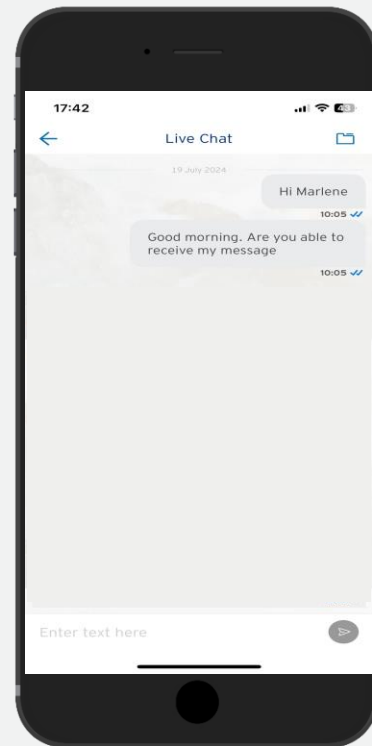 17:42
43
Live Chat
19 July 2024
Hi Marlene
10:05
Good morning. Are you able to
receive my message
10:05
Enter text here